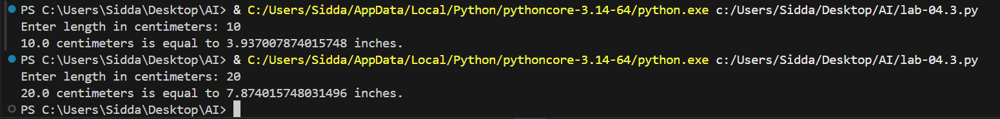 PS C:\Users\Sidda\Desktop\AI> & C:/Users/Sidda/AppData/Local/Python/pythoncore-3.14-64/python.exe c:/Users/Sidda/Desktop/AI/lab-04.3.py
Enter length in centimeters: 10
10.0 centimeters is equal to 3.937007874015748 inches.
PS C:\Users\Sidda\Desktop\AI> & C:/Users/Sidda/AppData/Local/Python/pythoncore-3.14-64/python.exe c:/Users/Sidda/Desktop/AI/lab-04.3.py
Enter length in centimeters: 20
20.0 centimeters is equal to 7.874015748031496 inches.
PS C:\Users\Sidda\Desktop\AI>